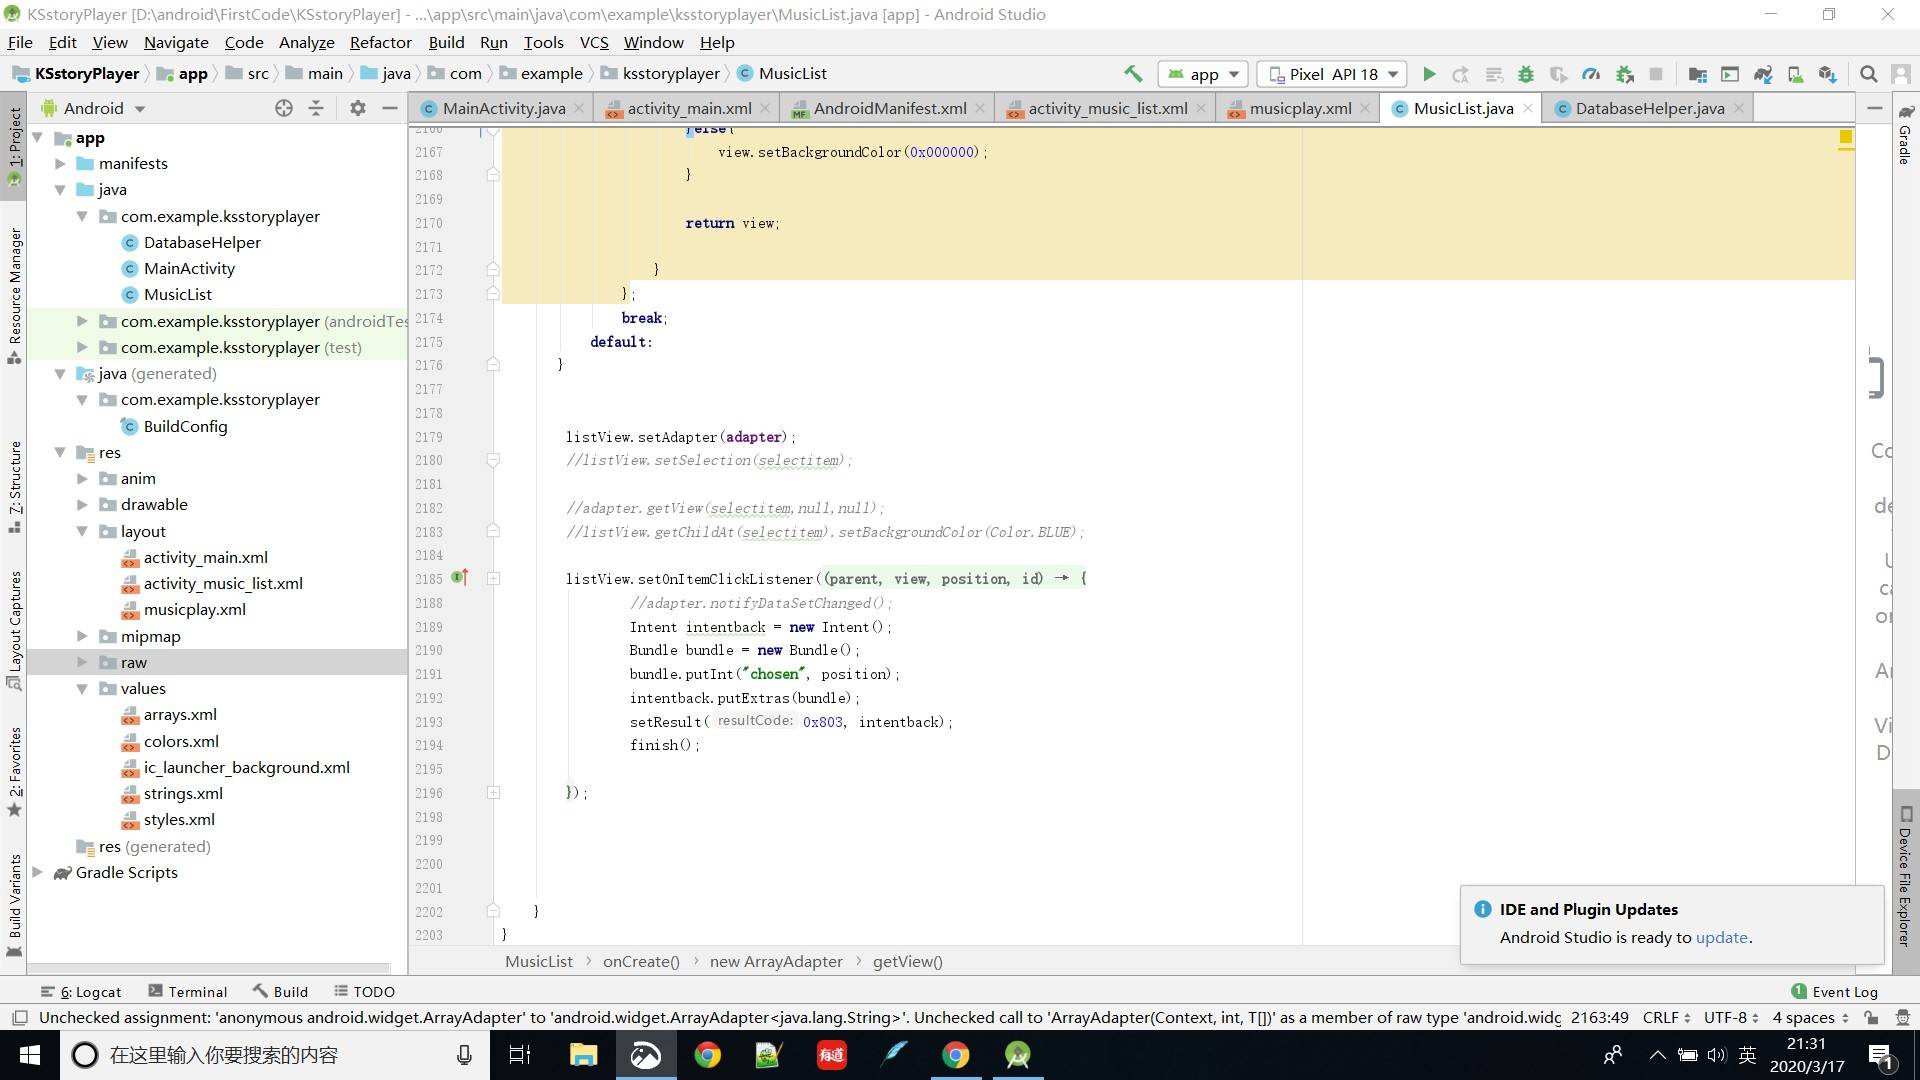 KSstoryPlayer [D:\android\FirstCode\KSstoryPlayer] - ...\app\src\main\java\com\example\ksstoryplayer\MusicList.java [app] - Android Studio
File Edit View Navigate Code Analyze Refactor Build Run Tools VCS Window Help
KSstoryPlayer app src main java com example ksstoryplayer MusicList app Pixel API 18
Android MainActivity.java activity_main.xml AndroidManifest.xml activity_music_list.xml musicplay.xml MusicList.java DatabaseHelper.java
1: Project
Resource Manager
7: Structure
Layout Captures
2: Favorites
Build Variants
app
manifests
java
com.example.ksstoryplayer
DatabaseHelper
MainActivity
MusicList
com.example.ksstoryplayer (androidTes
com.example.ksstoryplayer (test)
java (generated)
com.example.ksstoryplayer
BuildConfig
res
anim
drawable
layout
activity_main.xml
activity_music_list.xml
musicplay.xml
mipmap
raw
values
arrays.xml
colors.xml
ic_launcher_background.xml
strings.xml
styles.xml
res (generated)
Gradle Scripts
2166 }else{
2167 view.setBackgroundColor(0x000000);
2168 }
2169
2170 return view;
2171
2172 }
2173 };
2174 break;
2175 default:
2176 }
2177
2178
2179 listView.setAdapter(adapter);
2180 //listView.setSelection(selectitem);
2181
2182 //adapter.getView(selectitem,null,null);
2183 //listView.getChildAt(selectitem).setBackgroundColor(Color.BLUE);
2184
2185 listView.setOnItemClickListener((parent, view, position, id) → {
2188 //adapter.notifyDataSetChanged();
2189 Intent intentback = new Intent();
2190 Bundle bundle = new Bundle();
2191 bundle.putInt("chosen", position);
2192 intentback.putExtras(bundle);
2193 setResult( resultCode: 0x803, intentback);
2194 finish();
2195
2196 });
2198
2199
2200
2201
2202 }
2203 }
MusicList onCreate() new ArrayAdapter getView()
Gradle
Device File Explorer
Co
de
U
ca
or
Vi
D
IDE and Plugin Updates
Android Studio is ready to update.
6: Logcat Terminal Build TODO 1 Event Log
Unchecked assignment: 'anonymous android.widget.ArrayAdapter' to 'android.widget.ArrayAdapter<java.lang.String>'. Unchecked call to 'ArrayAdapter(Context, int, T[])' as a member of raw type 'android.widg 2163:49 CRLF UTF-8 4 spaces
在这里输入你要搜索的内容 有道 英 21:31
2020/3/17 1